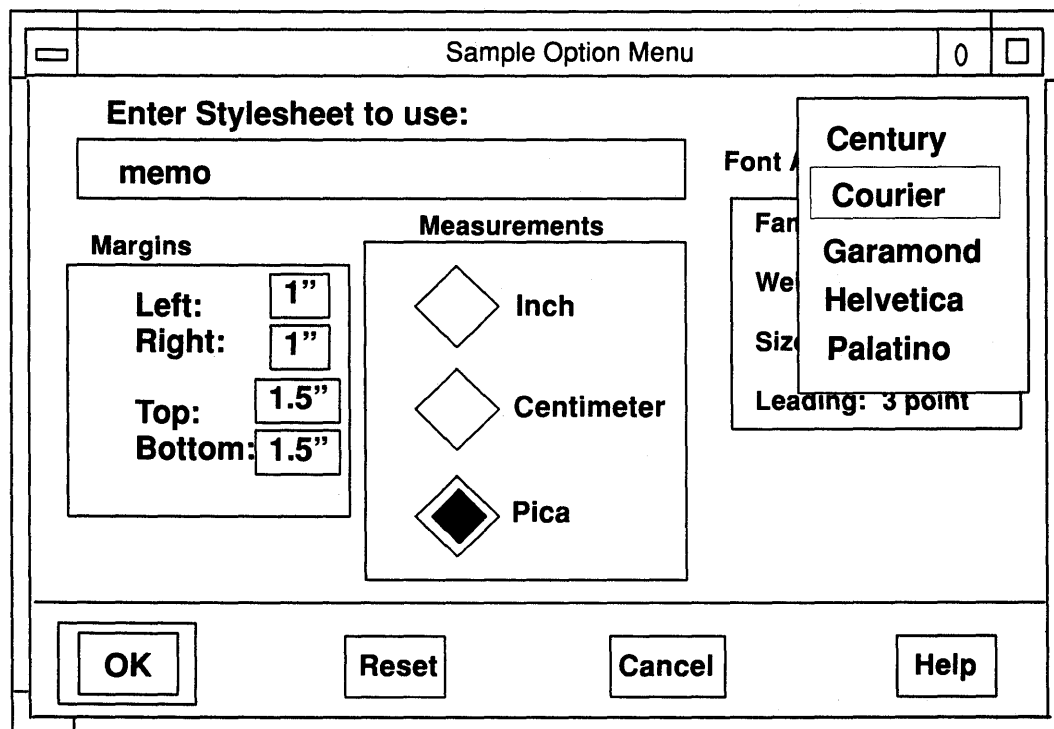 Sample Option Menu
Enter Stylesheet to use:
memo
Margins
Left: 1”
Right: 1”
Top: 1.5”
Bottom: 1.5”
Measurements
Inch
Centimeter
Pica
Font
Leading: 3 point
Century
Courier
Garamond
Helvetica
Palatino
OK
Reset
Cancel
Help